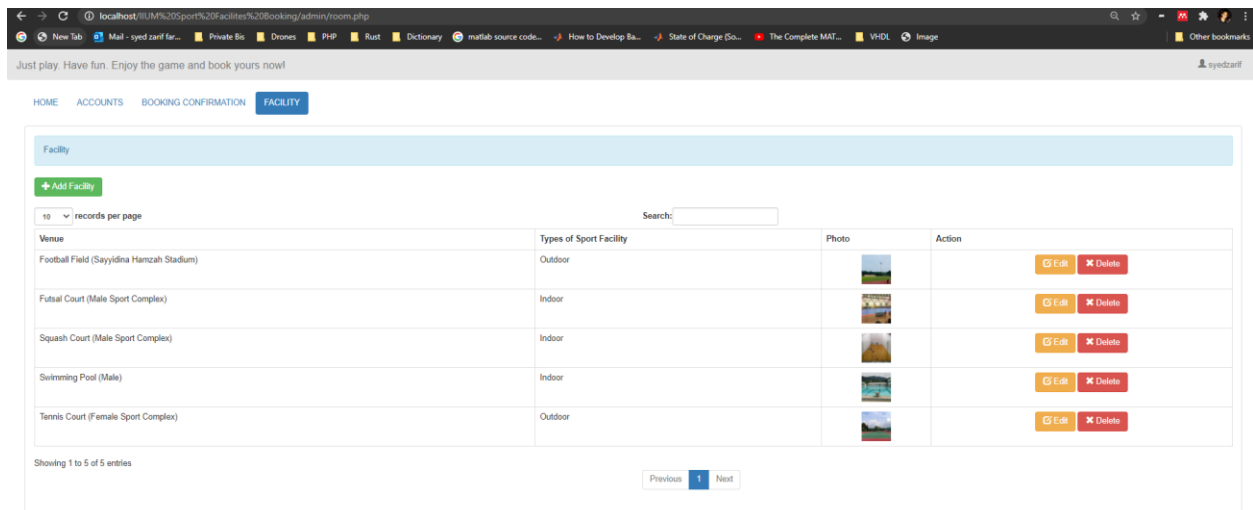 localhost/IIUM%20Sport%20Facilites%20Booking/admin/room.php
New Tab Mail - syed zarif far... Private Bis Drones PHP Rust Dictionary matlab source code... How to Develop Ba... State of Charge (So... The Complete MAT... VHDL Image Other bookmarks
Just play. Have fun. Enjoy the game and book yours now! syedzarif
HOME ACCOUNTS BOOKING CONFIRMATION FACILITY
Facility
Add Facility
10 records per page Search:
Venue Types of Sport Facility Photo Action
Football Field (Sayyidina Hamzah Stadium) Outdoor Edit Delete
Futsal Court (Male Sport Complex) Indoor Edit Delete
Squash Court (Male Sport Complex) Indoor Edit Delete
Swimming Pool (Male) Indoor Edit Delete
Tennis Court (Female Sport Complex) Outdoor Edit Delete
Showing 1 to 5 of 5 entries
Previous 1 Next